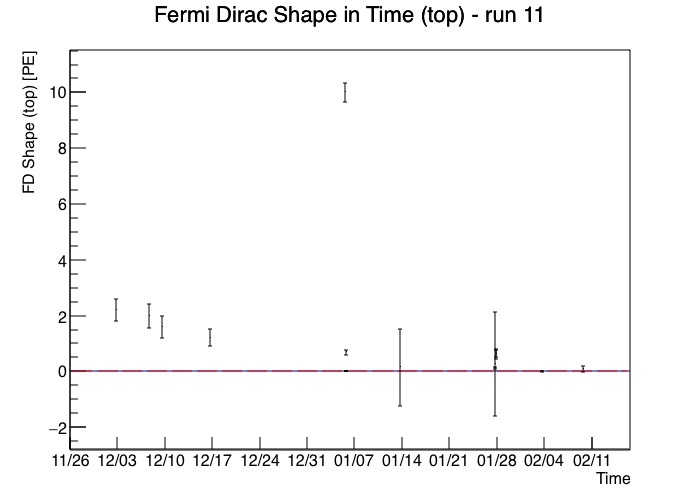 Fermi Dirac Shape in Time (top) - run 11
FD Shape (top) [PE]
10
8
6
4
2
0
−2
11/26 12/03 12/10 12/17 12/24 12/31 01/07 01/14 01/21 01/28 02/04 02/11
Time